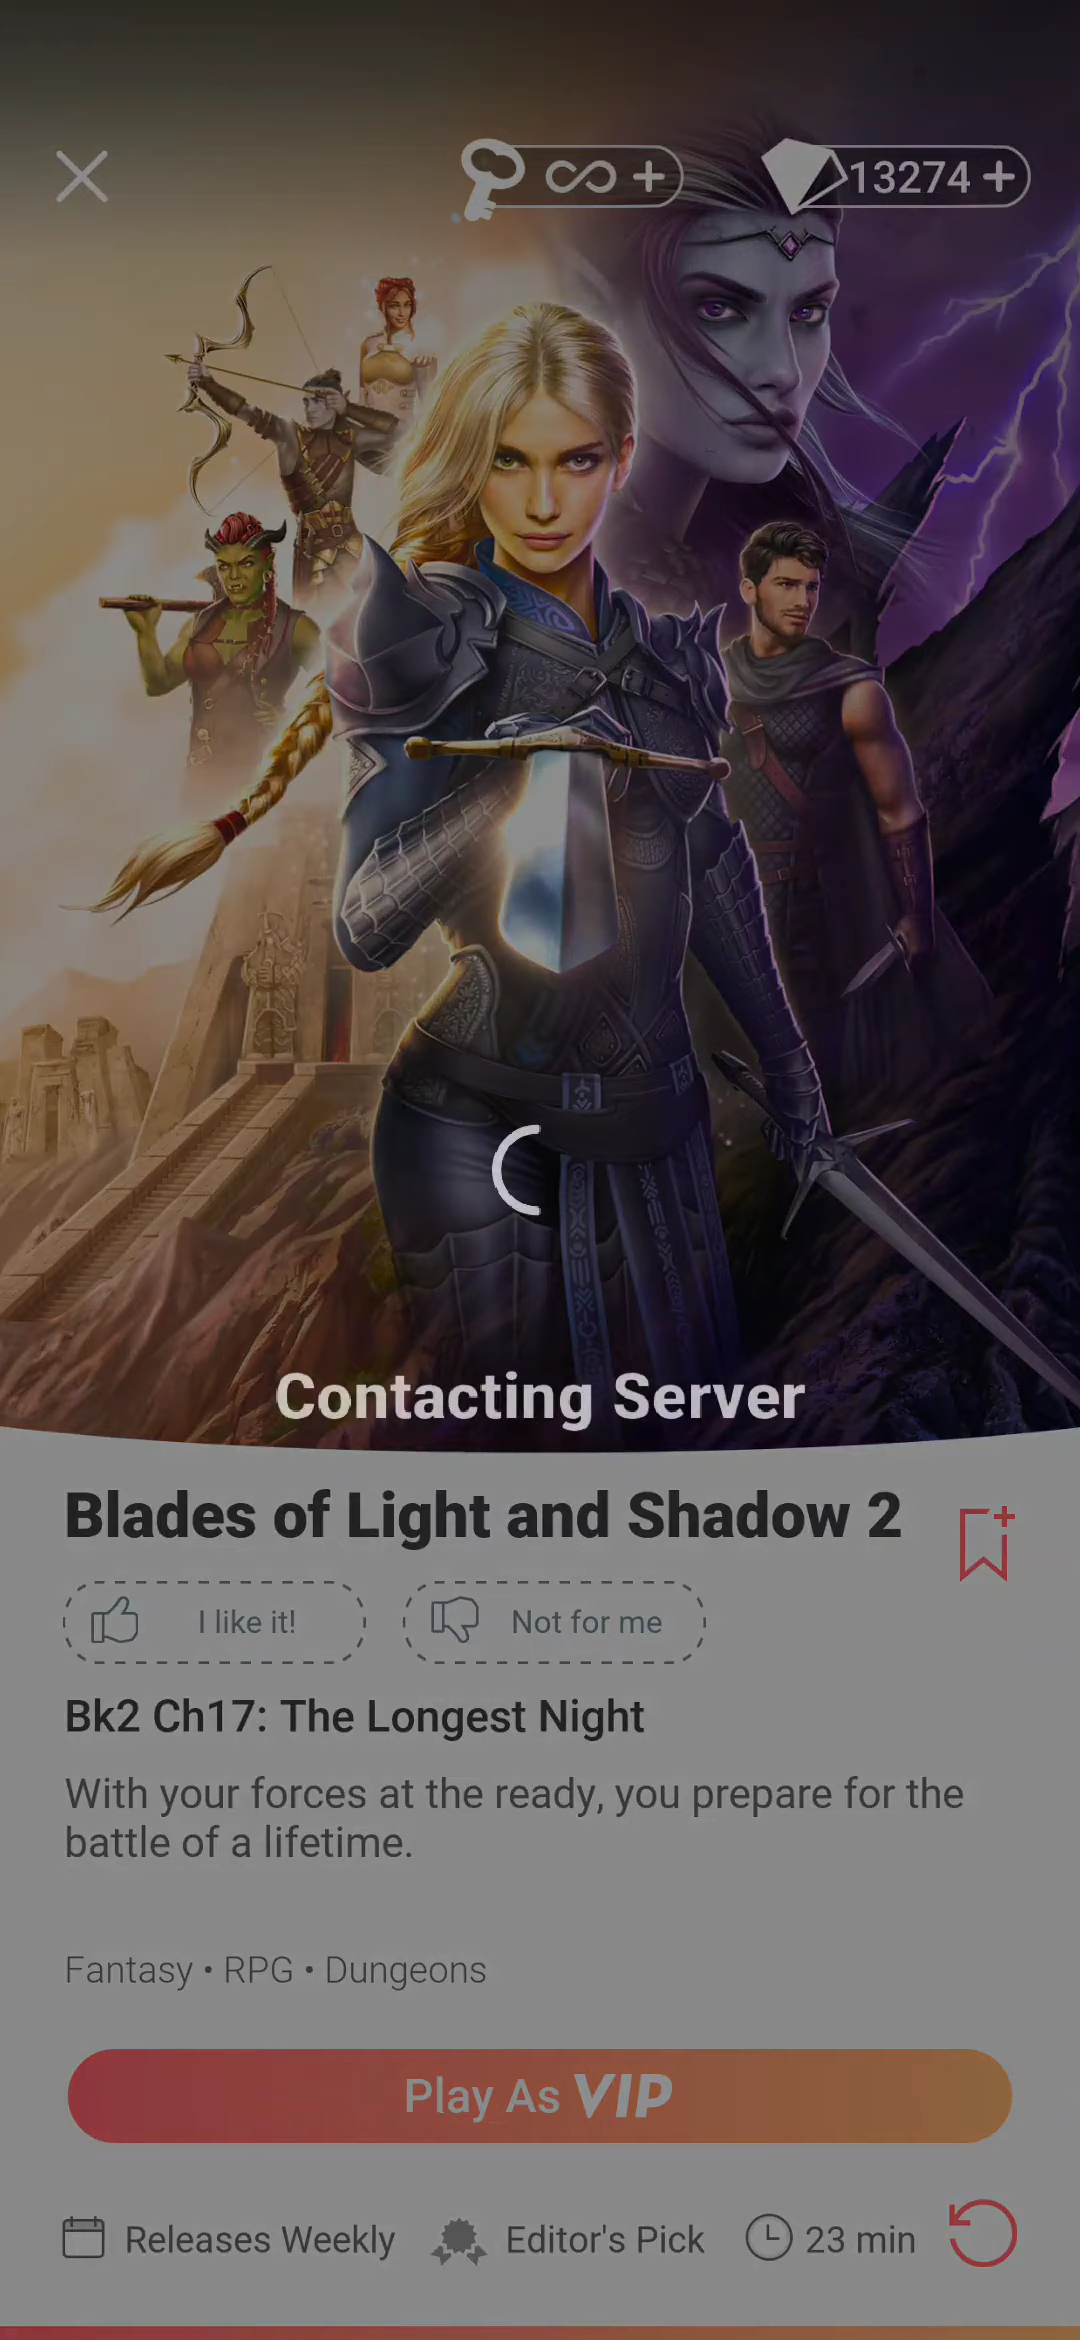 13274
Contacting Server
Blades of Light and Shadow 2
I like it!
Not for me
Bk2 Ch17: The Longest Night
With your forces at the ready, you prepare for the
battle of a lifetime.
Fantasy • RPG • Dungeons
Play As VIP
Releases Weekly
Editor's Pick
23 min